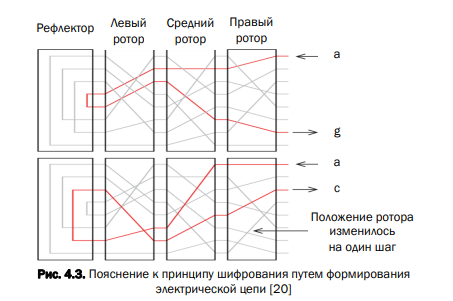 Рефлектор
Левый
ротор
Средний
ротор
Правый
ротор
a
g
a
c
Положение ротора
изменилось
на один шаг
Рис. 4.3. Пояснение к принципу шифрования путем формирования
электрической цепи [20]